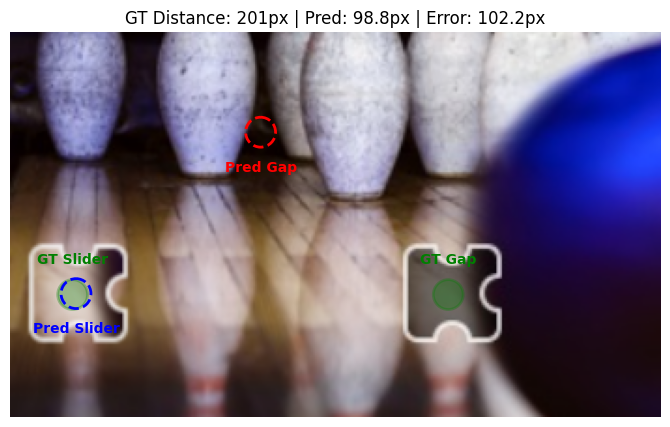 GT Distance: 201px | Pred: 98.8px | Error: 102.2px
Pred Gap
GT Slider
GT Gap
Pred Slider